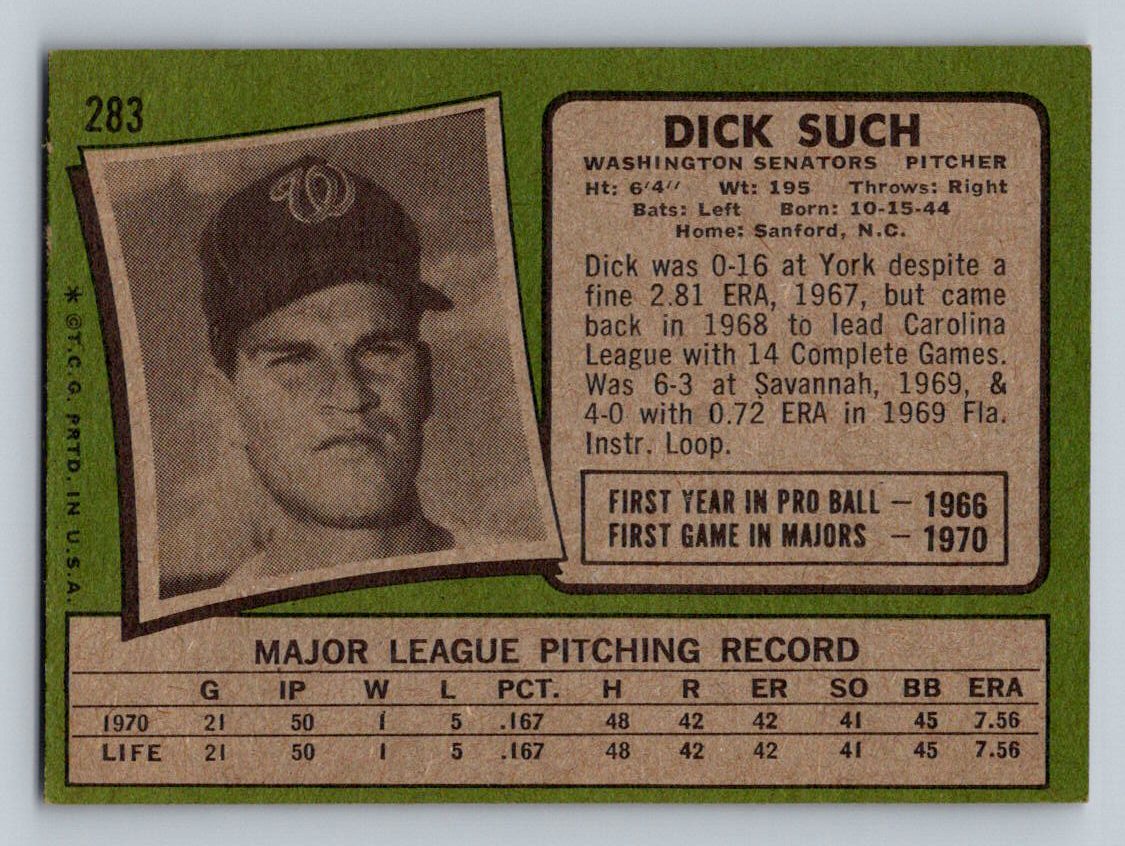 283
DICK SUCH
WASHINGTON SENATORS PITCHER
Ht: 6'4" Wt: 195 Throws: Right
Bats: Left Born: 10-15-44
Home: Sanford, N.C.
Dick was 0-16 at York despite a
fine 2.81 ERA, 1967, but came
back in 1968 to lead Carolina
League with 14 Complete Games.
Was 6-3 at Savannah, 1969, &
4-0 with 0.72 ERA in 1969 Fla.
Instr. Loop.
FIRST YEAR IN PRO BALL – 1966
FIRST GAME IN MAJORS – 1970
W
* ©T.C.G. PRTD. IN U.S.A.
MAJOR LEAGUE PITCHING RECORD
G IP W L PCT. H R ER SO BB ERA
1970 21 50 1 5 .167 48 42 42 41 45 7.56
LIFE 21 50 1 5 .167 48 42 42 41 45 7.56